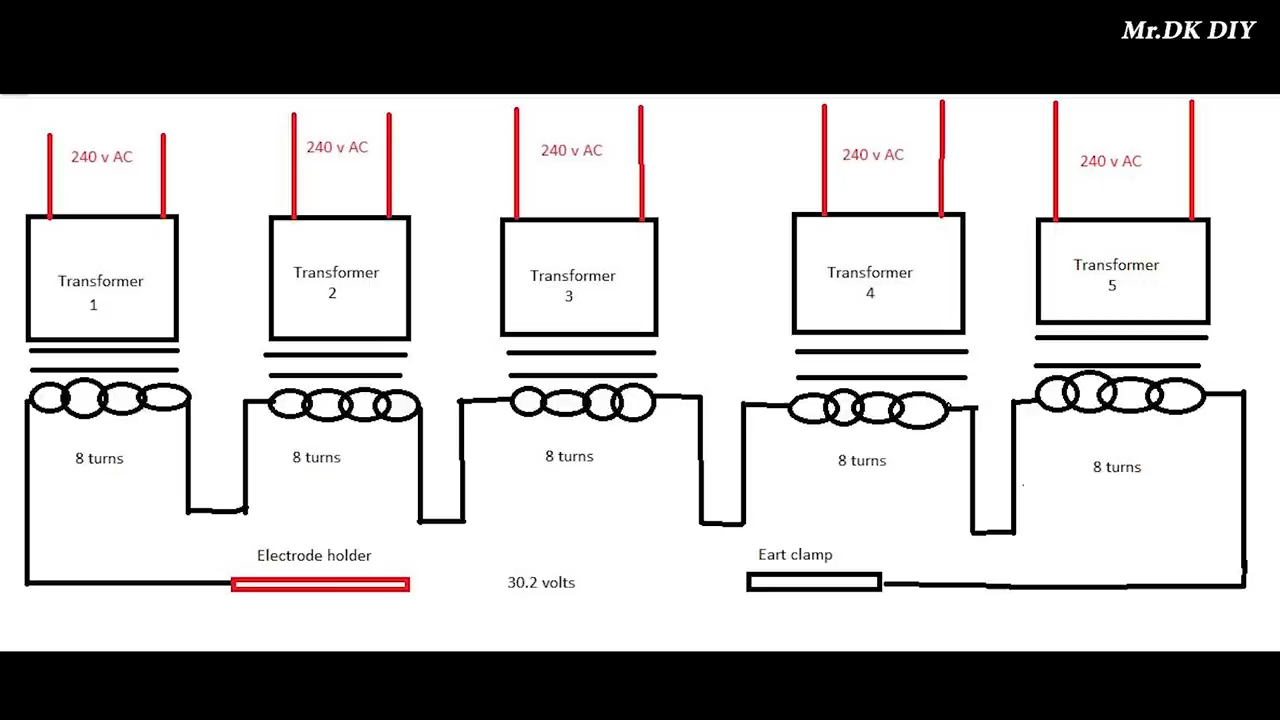 Mr.DK DIY
240 v AC
240 v AC
240 v AC
240 v AC
240 v AC
Transformer
1
Transformer
2
Transformer
3
Transformer
4
Transformer
5
8 turns
8 turns
8 turns
8 turns
8 turns
Electrode holder
30.2 volts
Eart clamp